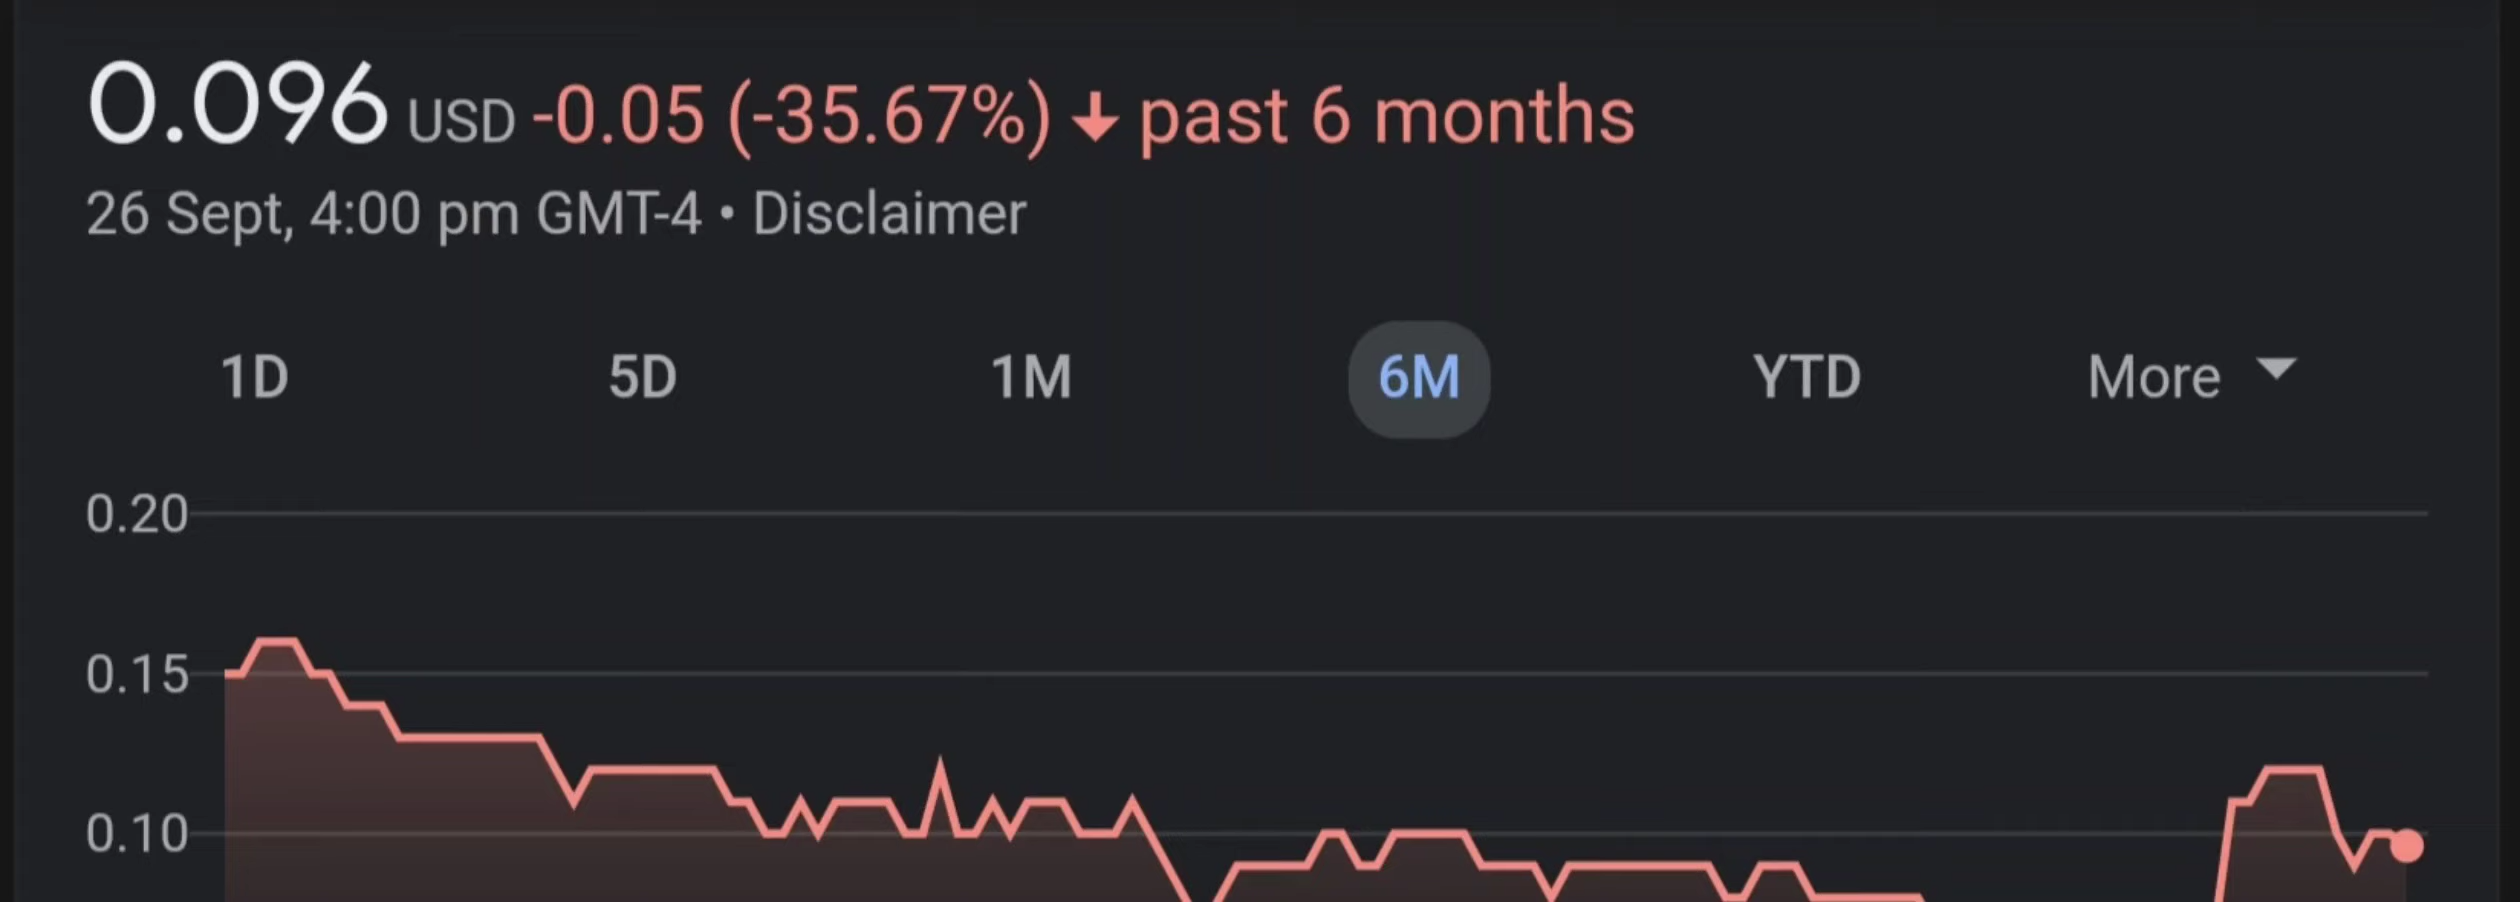 0.096 USD -0.05 (-35.67%) ↓ past 6 months
26 Sept, 4:00 pm GMT-4 • Disclaimer
1D 5D 1M 6M YTD More
0.20
0.15
0.10